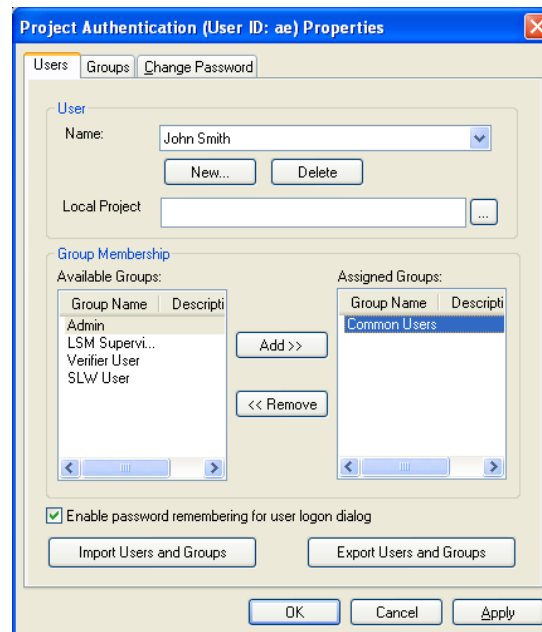 Project Authentication (User ID: ae) Properties
Users Groups Change Password
User
Name: John Smith
New... Delete
Local Project ...
Group Membership
Available Groups: Assigned Groups:
Group Name Descripti Group Name Descripti
Admin Common Users
LSM Supervi...
Verifier User
SLW User
Add >>
<< Remove
Enable password remembering for user logon dialog
Import Users and Groups Export Users and Groups
OK Cancel Apply